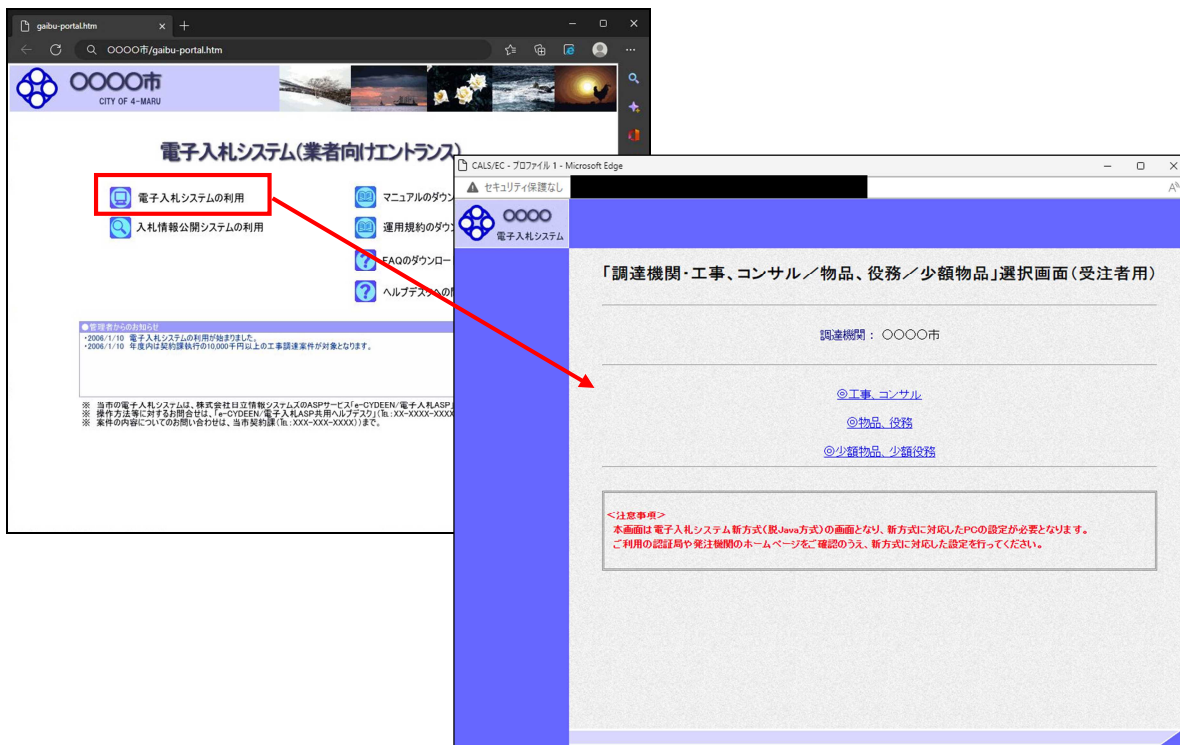 gaibu-portal.htm
〇〇〇〇市/gaibu-portal.htm
〇〇〇〇市
CITY OF 4-MARU
電子入札システム(業者向けエントランス)
電子入札システムの利用
入札情報公開システムの利用
マニュアルのダウン
運用規約のダウン
FAQのダウンロー
ヘルプデスクへの
●管理者からのお知らせ
・2006/1/10 電子入札システムの利用が始まりました。
・2006/1/10 年度内は契約課執行の10,000千円以上の工事調達案件が対象となります。
※ 当市の電子入札システムは、株式会社日立情報システムズのASPサービス「e-CYDEEN/電子入札ASP」
※ 操作方法等に対するお問合せは、「e-CYDEEN/電子入札ASP共用ヘルプデスク」(℡:XX-XXXX-XXXX
※ 案件の内容についてのお問い合わせは、当市契約課(℡:XXX-XXX-XXXX))まで。
CALS/EC - プロファイル 1 - Microsoft Edge
セキュリティ保護なし
〇〇〇〇
電子入札システム
「調達機関・工事、コンサル／物品、役務／少額物品」選択画面(受注者用)
調達機関： 〇〇〇〇市
◎工事、コンサル
◎物品、役務
◎少額物品、少額役務
＜注意事項＞
本画面は電子入札システム新方式(脱Java方式)の画面となり、新方式に対応したPCの設定が必要となります。
ご利用の認証局や発注機関のホームページをご確認のうえ、新方式に対応した設定を行ってください。